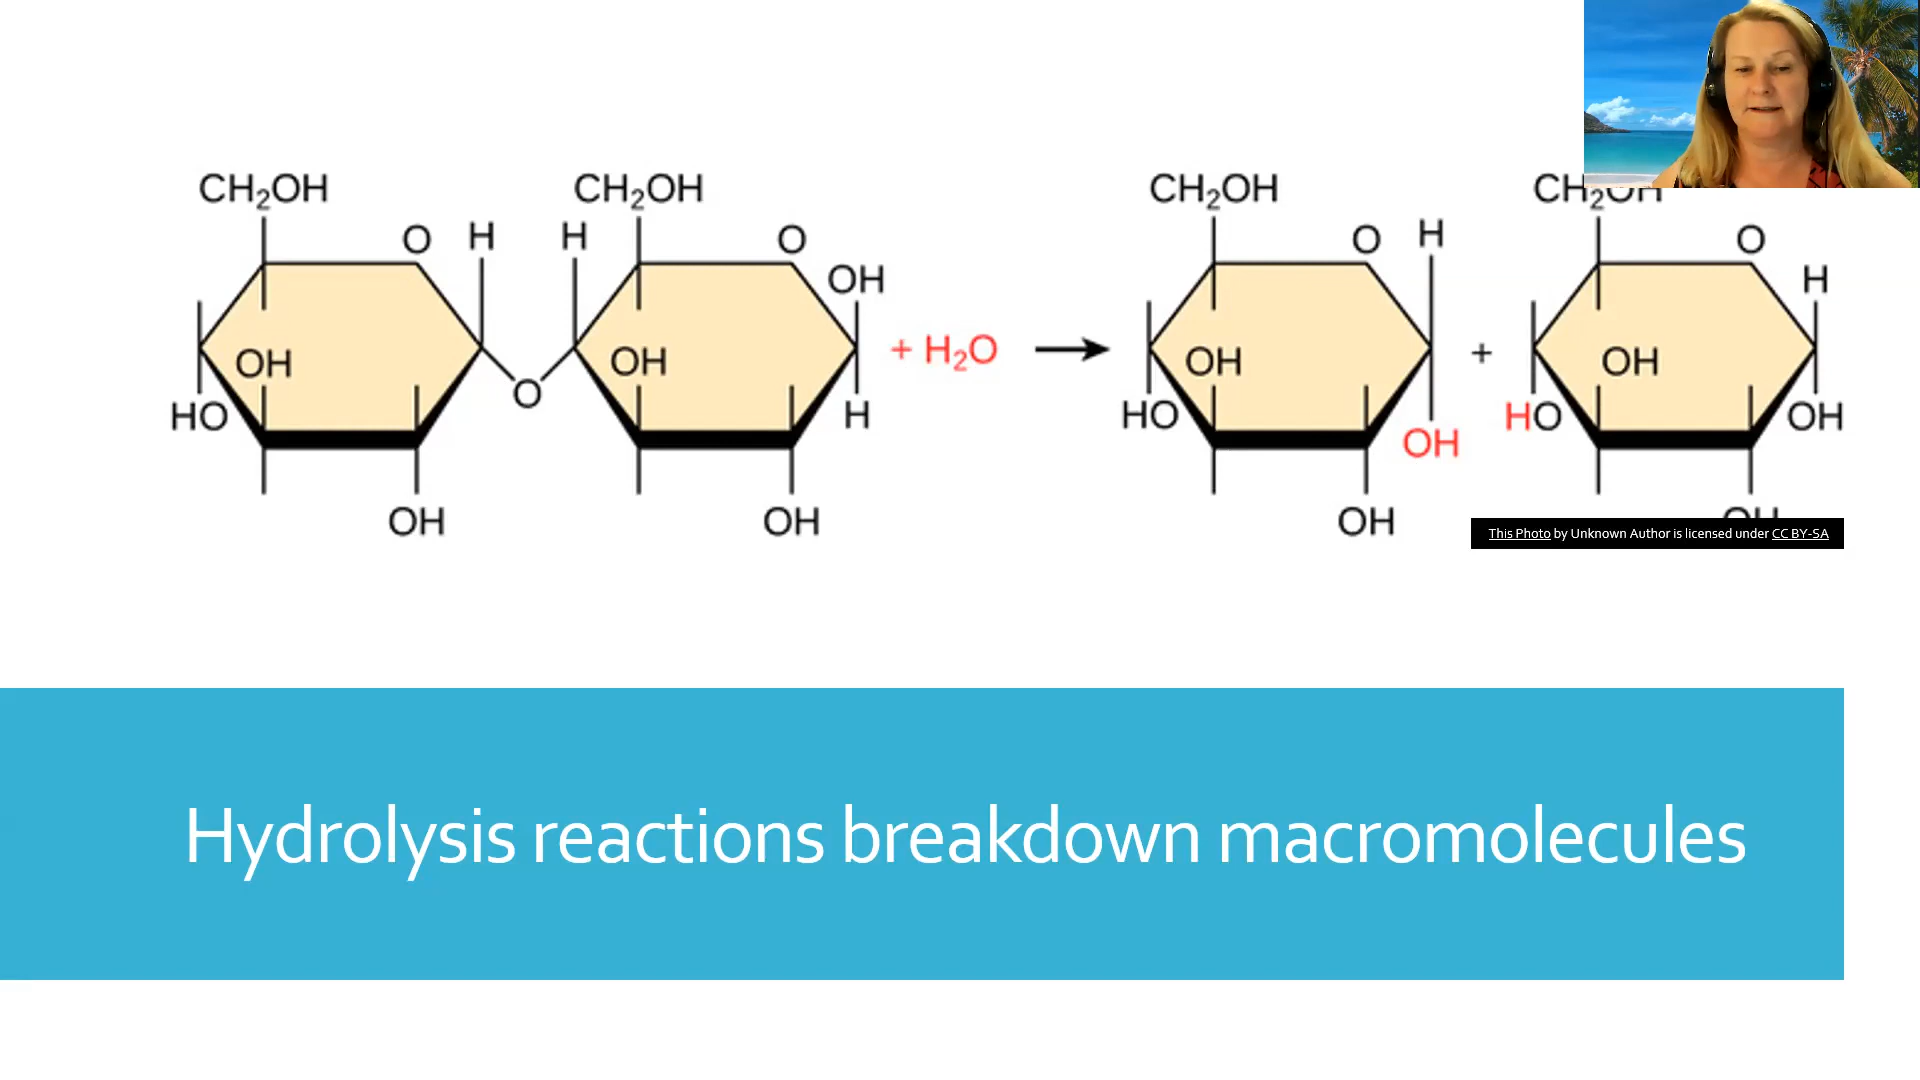 CH₂OH CH₂OH CH₂OH CH₂OH
O H H O O H O
OH H
OH OH + H₂O OH + OH
HO O H HO HO OH
OH
OH OH OH OH
This Photo by Unknown Author is licensed under CC BY-SA
Hydrolysis reactions breakdown macromolecules